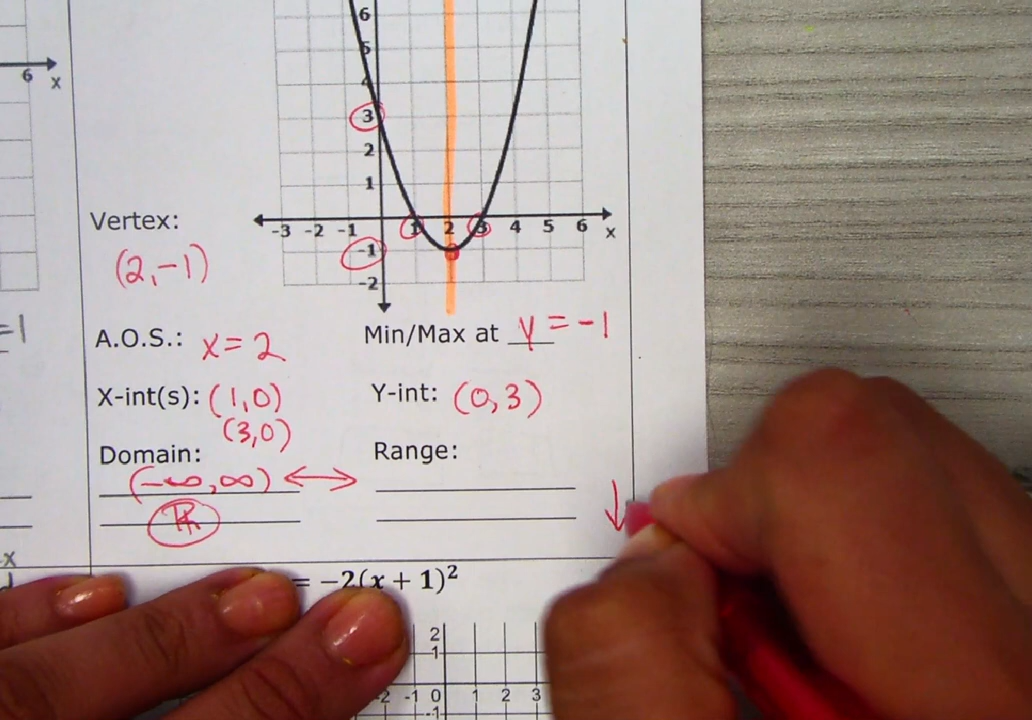 6
5
4
3
2
1
6 x
-3 -2 -1 1 2 3 4 5 6 x
-1
-2
Vertex:
(2,-1)
=1
A.O.S.: x=2 Min/Max at y=-1
X-int(s): (1,0) Y-int: (0,3)
(3,0)
Domain: Range:
(-∞,∞) ↔ ↓
ℝ
-x
= −2(x + 1)²
2
1
-2 -1 0 1 2 3
-1